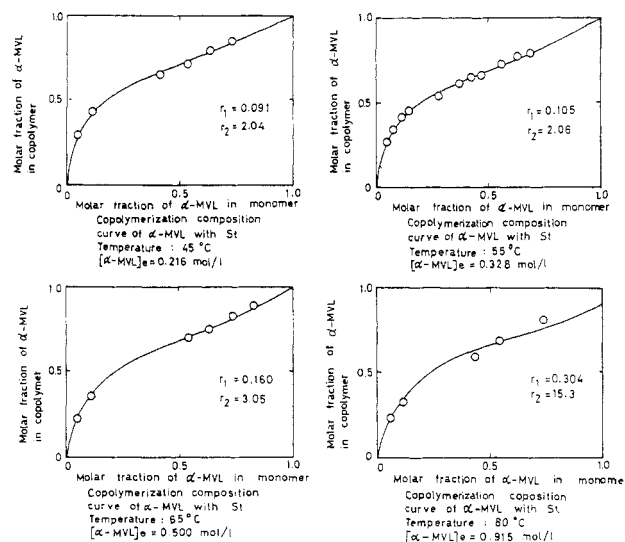 1.0
0.5
0
Molar fraction of α-MVL
in copolymer
r₁ = 0.091
r₂ = 2.04
0.5
1.0
Molar fraction of α-MVL in monomer
Copolymerization composition
curve of α-MVL with St
Temperature : 45 °C
[α-MVL]e = 0.216 mol/l
1.0
0.5
0
Molar fraction of α-MVL
in copolymer
r₁ = 0.105
r₂ = 2.06
0.5
1.0
Molar fraction of α-MVL in monomer
Copolymerization composition
curve of α-MVL with St
Temperature : 55 °C
[α-MVL]e = 0.328 mol/l
1.0
0.5
0
Molar fraction of α-MVL
in copolymer
r₁ = 0.160
r₂ = 3.05
0
0.5
1.0
Molar fraction of α-MVL in monomer
Copolymerization composition
curve of α-MVL with St
Temperature : 65 °C
[α-MVL]e = 0.500 mol/l
1.0
0.5
0
Molar fraction of α-MVL
in copolymer
r₁ = 0.304
r₂ = 15.3
0.5
1.0
Molar fraction of α-MVL in monome
Copolymerization coposition
curve of α-MVL with St
Temperature : 80 °C
[α-MVL]e = 0.915 mol/l